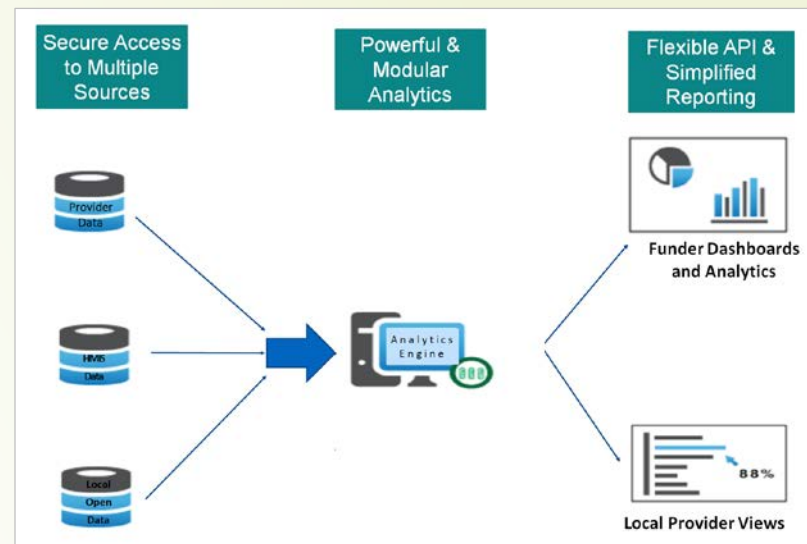 Secure Access
to Multiple
Sources
Powerful &
Modular
Analytics
Flexible API &
Simplified
Reporting
Provider
Data
HMIS
Data
Local
Open
Data
Analytics
Engine
Funder Dashboards
and Analytics
88%
Local Provider Views